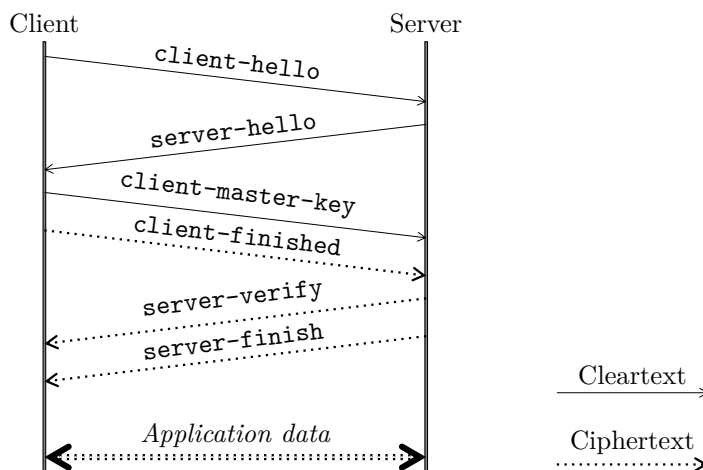 Client
Server
client-hello
server-hello
client-master-key
client-finished
server-verify
server-finish
Application data
Cleartext
Ciphertext